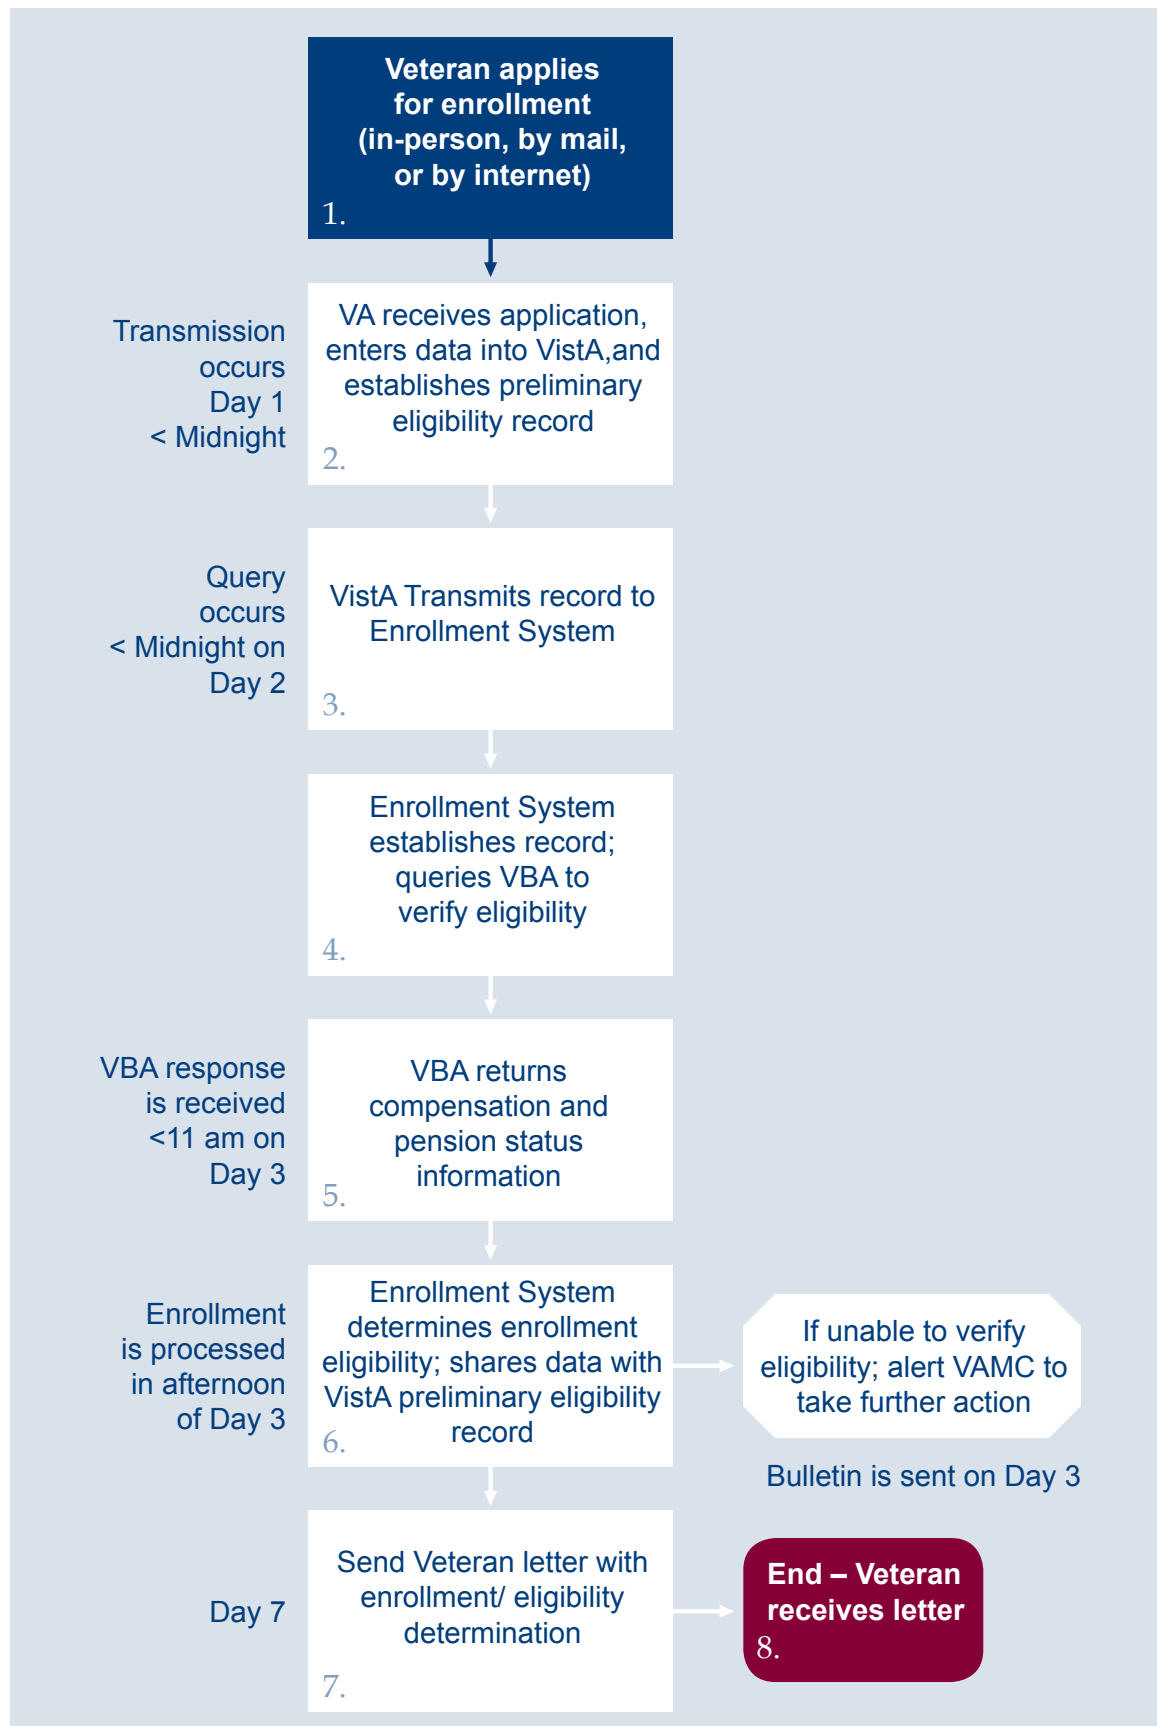 Veteran applies
for enrollment
(in-person, by mail,
or by internet)
1.
Transmission
occurs
Day 1
< Midnight
VA receives application,
enters data into VistA,and
establishes preliminary
eligibility record
2.
Query
occurs
< Midnight on
Day 2
VistA Transmits record to
Enrollment System
3.
Enrollment System
establishes record;
queries VBA to
verify eligibility
4.
VBA response
is received
<11 am on
Day 3
VBA returns
compensation and
pension status
information
5.
Enrollment
is processed
in afternoon
of Day 3
Enrollment System
determines enrollment
eligibility; shares data with
VistA preliminary eligibility
record
6.
If unable to verify
eligibility; alert VAMC to
take further action
Bulletin is sent on Day 3
Day 7
Send Veteran letter with
enrollment/ eligibility
determination
7.
End – Veteran
receives letter
8.